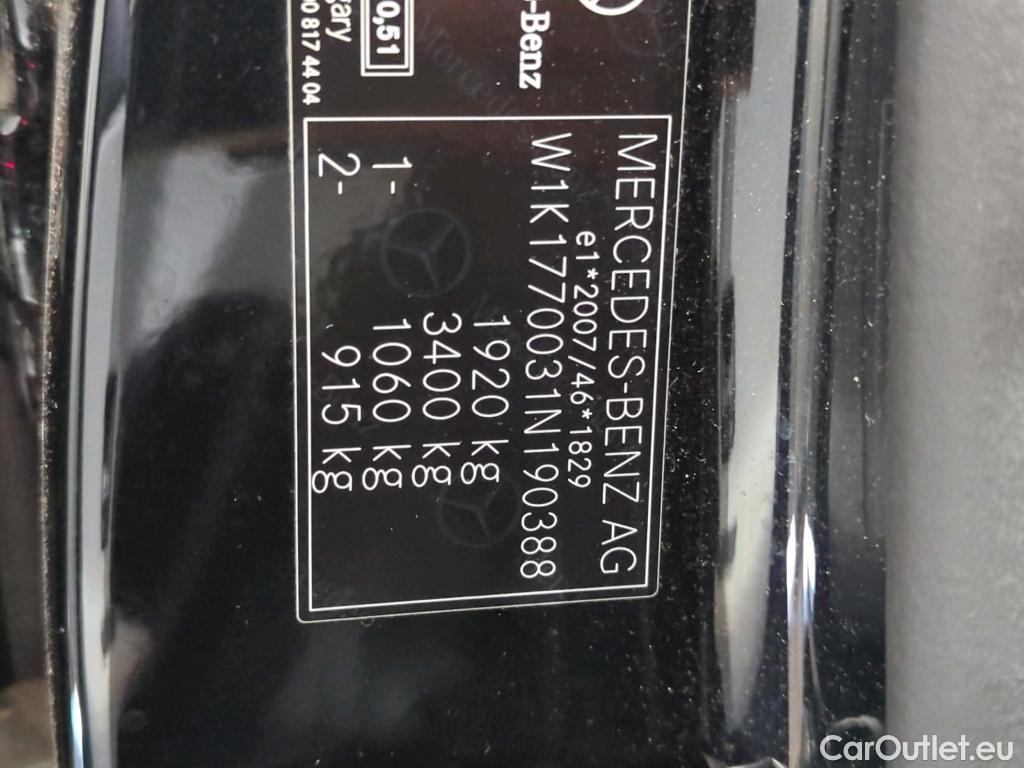 -Benz
0,51
gary
0 817 44 04
MERCEDES-BENZ AG
e1*2007/46*1829
W1K1770031N190388
1920 kg
3400 kg
1- 1060 kg
2- 915 kg
CarOutlet.eu